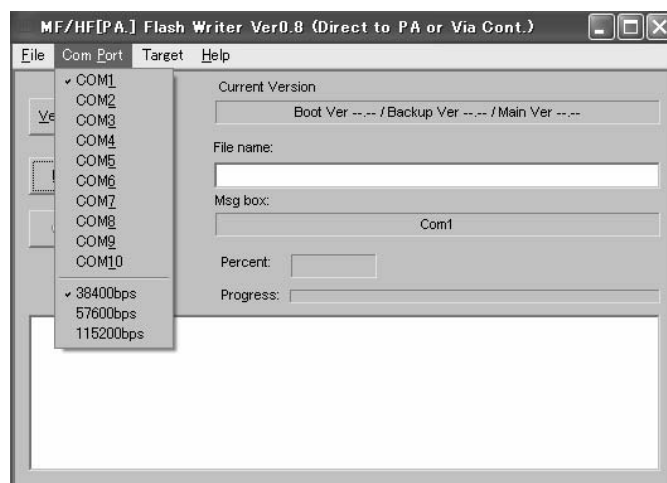 MF/HF[PA.] Flash Writer Ver0.8 (Direct to PA or Via Cont.)
File Com Port Target Help
COM1
COM2
COM3
COM4
COM5
COM6
COM7
COM8
COM9
COM10
38400bps
57600bps
115200bps
Current Version
Boot Ver --.-- / Backup Ver --.-- / Main Ver --.--
File name:
Msg box:
Com1
Percent:
Progress: